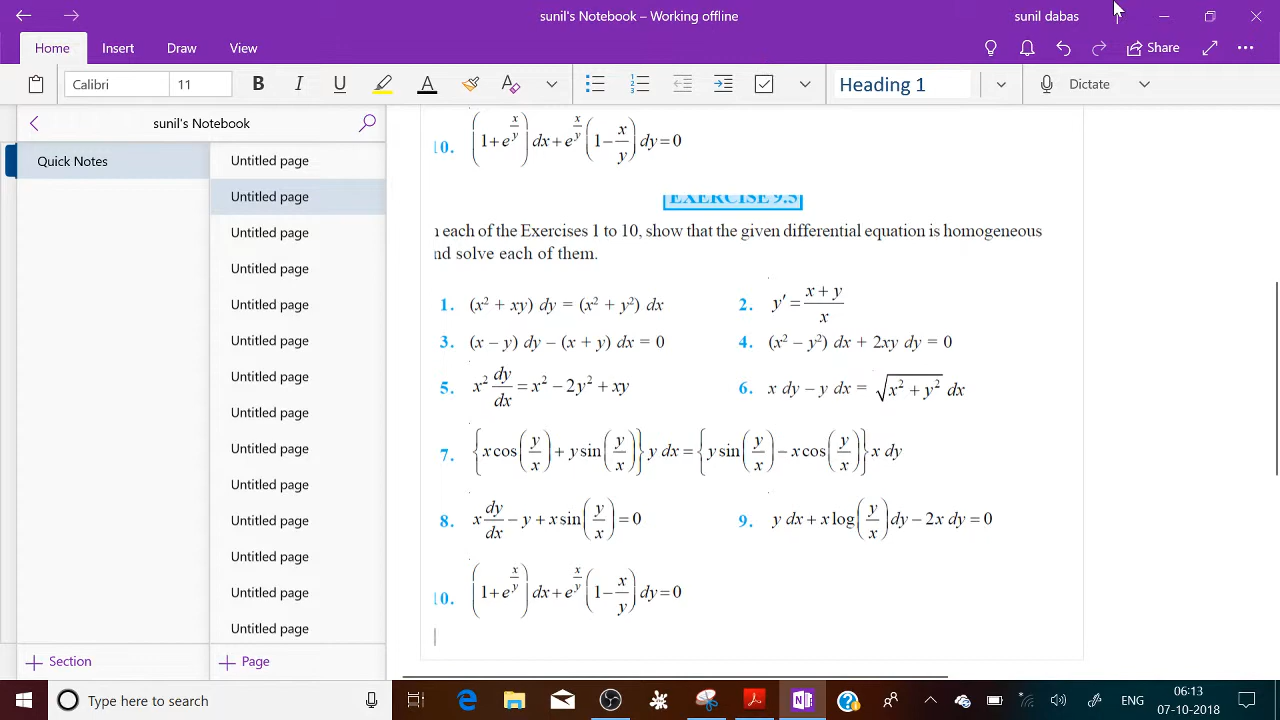 sunil's Notebook – Working offline
sunil dabas
Home Insert Draw View
Share
Calibri 11 B I U A Heading 1 Dictate
sunil's Notebook
Quick Notes
Untitled page
Untitled page
Untitled page
Untitled page
Untitled page
Untitled page
Untitled page
Untitled page
Untitled page
Untitled page
Untitled page
Untitled page
Untitled page
Untitled page
+ Section
+ Page
10. (1+e^(x/y)) dx + e^(x/y) (1 − x/y) dy = 0
EXERCISE 9.5
n each of the Exercises 1 to 10, show that the given differential equation is homogeneous
nd solve each of them.
1. (x² + xy) dy = (x² + y²) dx 2. y′ = (x + y)/x
3. (x – y) dy – (x + y) dx = 0 4. (x² – y²) dx + 2xy dy = 0
5. x² dy/dx = x² − 2y² + xy 6. x dy – y dx = √(x² + y²) dx
7. {x cos(y/x) + y sin(y/x)} y dx = {y sin(y/x) − x cos(y/x)} x dy
8. x dy/dx − y + x sin(y/x) = 0 9. y dx + x log(y/x) dy − 2x dy = 0
10. (1+e^(x/y)) dx + e^(x/y) (1 − x/y) dy = 0
Type here to search
ENG
06:13
07-10-2018